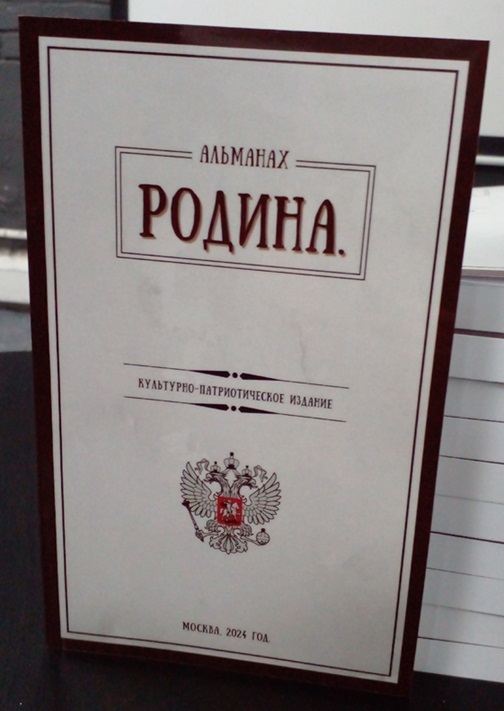 АЛЬМАНАХ
РОДИНА.
КУЛЬТУРНО-ПАТРИОТИЧЕСКОЕ ИЗДАНИЕ
МОСКВА, 2024 ГОД